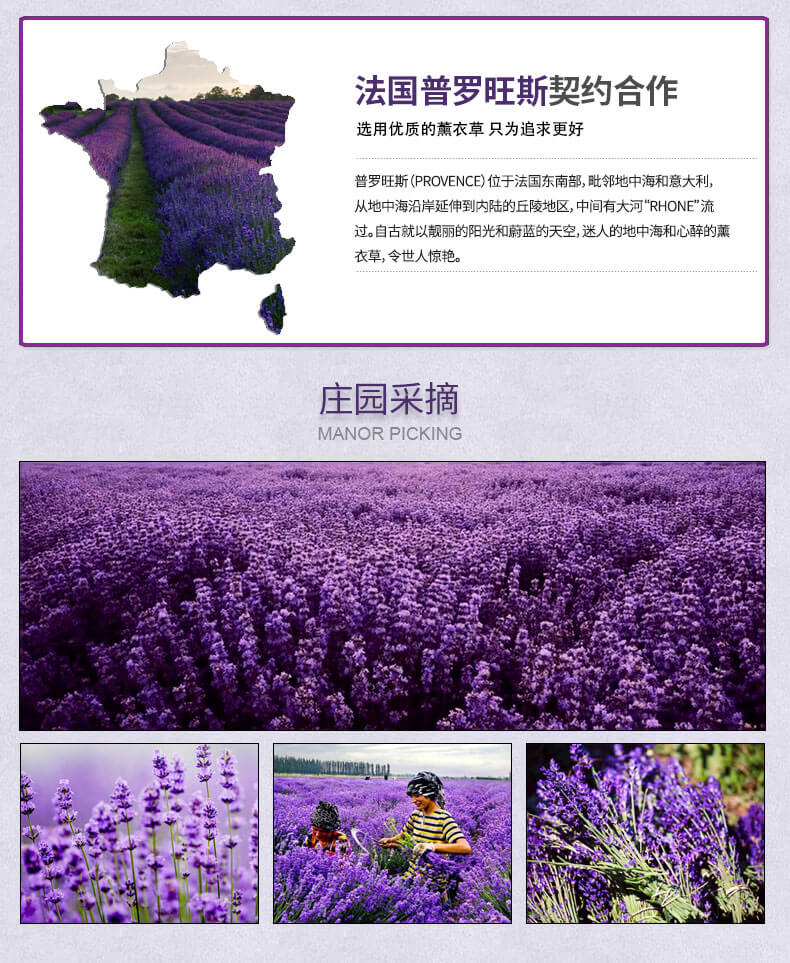 法国普罗旺斯契约合作
选用优质的薰衣草 只为追求更好
普罗旺斯(PROVENCE)位于法国东南部,毗邻地中海和意大利,
从地中海沿岸延伸到内陆的丘陵地区,中间有大河“RHONE”流
过。自古就以靓丽的阳光和蔚蓝的天空,迷人的地中海和心醉的薰
衣草,令世人惊艳。
庄园采摘
MANOR PICKING